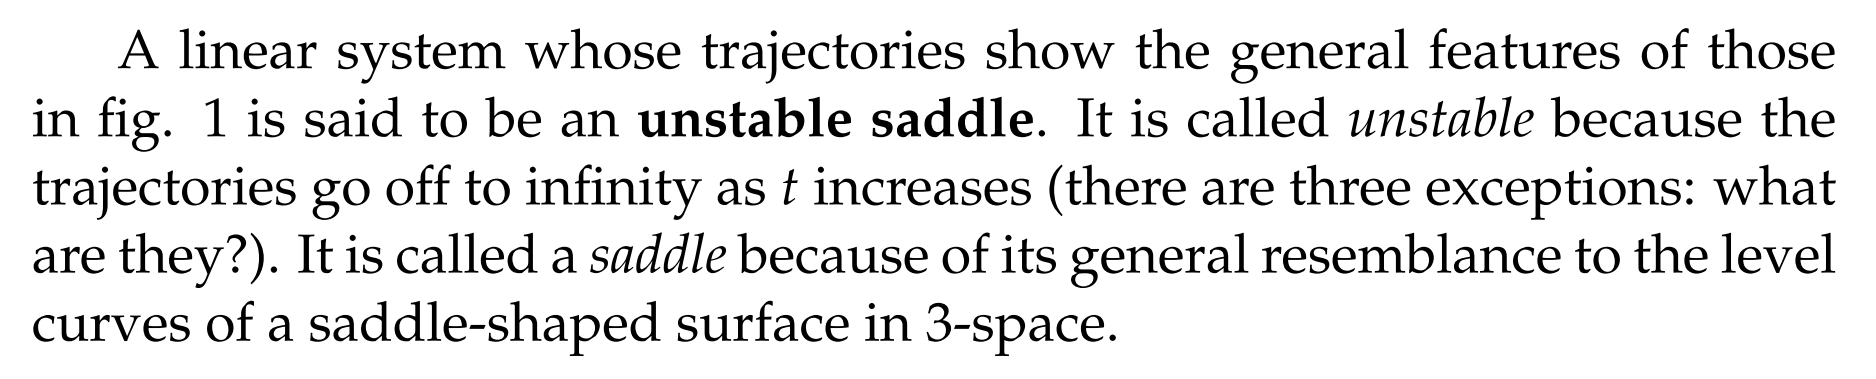 A linear system whose trajectories show the general features of those
in fig. 1 is said to be an unstable saddle. It is called unstable because the
trajectories go off to infinity as t increases (there are three exceptions: what
are they?). It is called a saddle because of its general resemblance to the level
curves of a saddle-shaped surface in 3-space.